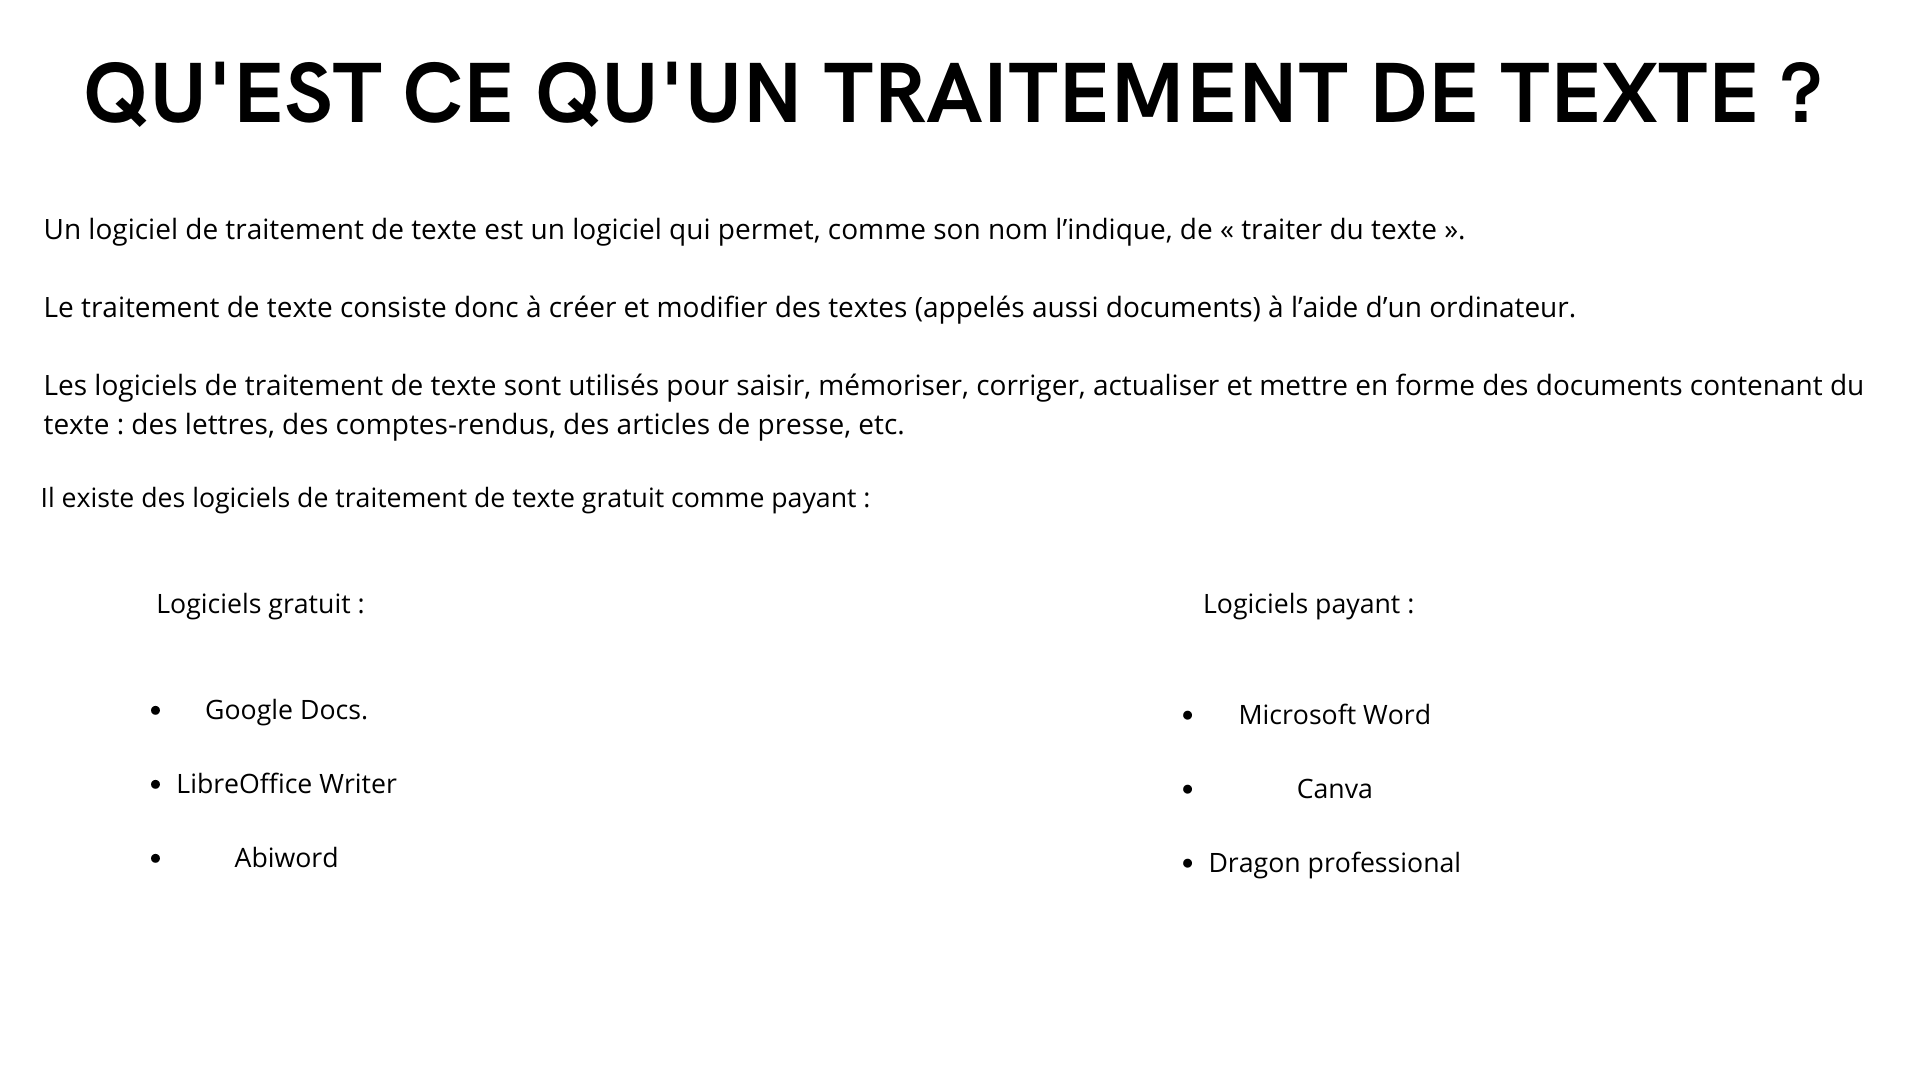 QU'EST CE QU'UN TRAITEMENT DE TEXTE ?
Un logiciel de traitement de texte est un logiciel qui permet, comme son nom l’indique, de « traiter du texte ».
Le traitement de texte consiste donc à créer et modifier des textes (appelés aussi documents) à l’aide d’un ordinateur.
Les logiciels de traitement de texte sont utilisés pour saisir, mémoriser, corriger, actualiser et mettre en forme des documents contenant du
texte : des lettres, des comptes-rendus, des articles de presse, etc.
Il existe des logiciels de traitement de texte gratuit comme payant :
Logiciels gratuit :
• Google Docs.
• LibreOffice Writer
• Abiword
Logiciels payant :
• Microsoft Word
• Canva
• Dragon professional